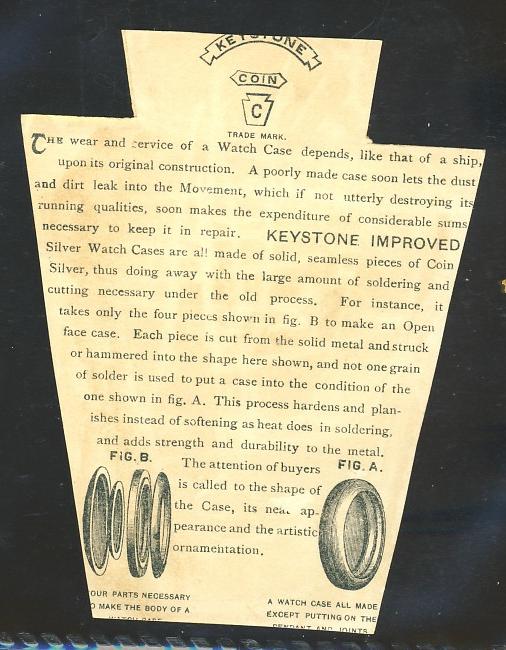 KEYSTONE
COIN
C
TRADE MARK.
THE wear and service of a Watch Case depends, like that of a ship,
upon its original construction. A poorly made case soon lets the dust
and dirt leak into the Movement, which if not utterly destroying its
running qualities, soon makes the expenditure of considerable sums
necessary to keep it in repair. KEYSTONE IMPROVED
Silver Watch Cases are all made of solid, seamless pieces of Coin
Silver, thus doing away with the large amount of soldering and
cutting necessary under the old process. For instance, it
takes only the four pieces shown in fig. B to make an Open
face case. Each piece is cut from the solid metal and struck
or hammered into the shape here shown, and not one grain
of solder is used to put a case into the condition of the
one shown in fig. A. This process hardens and plan-
ishes instead of softening as heat does in soldering,
and adds strength and durability to the metal.
FIG. B.
The attention of buyers
is called to the shape of
the Case, its neat ap-
pearance and the artistic
ornamentation.
FIG. A.
OUR PARTS NECESSARY
O MAKE THE BODY OF A
WATCH CASE
A WATCH CASE ALL MADE
EXCEPT PUTTING ON THE
PENDANT AND JOINTS